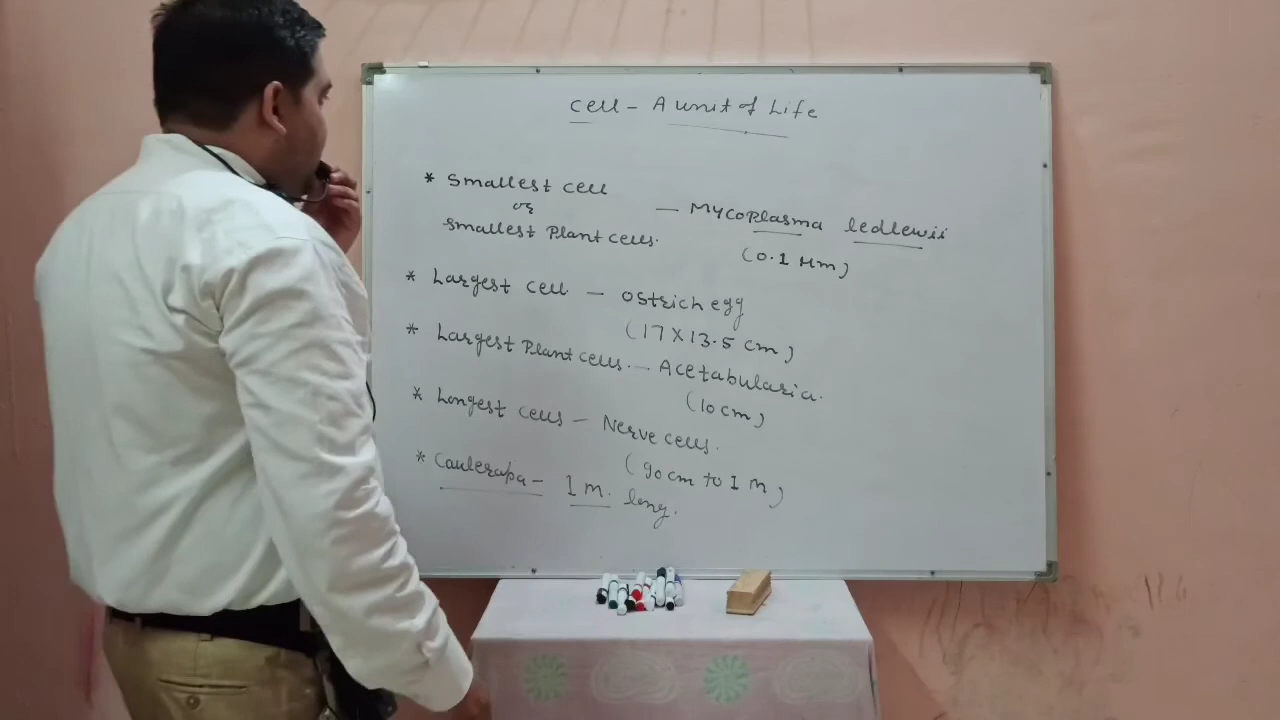 Cell - A unit of Life
* Smallest cell
or
Smallest Plant cells. — Mycoplasma ledlewii
(0.1 Mm)
* Largest cell — Ostrich egg
(17 X 13.5 cm)
* Largest Plant cells. — Acetabularia.
(10 cm)
* Longest cells — Nerve cells.
(90 cm to 1 m)
* Caulerapa - 1 m. long.